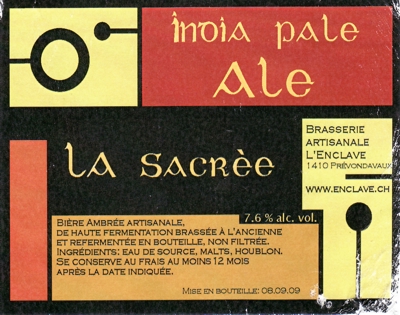 India pale
Ale
Brasserie
artisanale
L'Enclave
1410 Prévondavaux
La Sacrèe
www.enclave.ch
7.6 % alc. vol.
Bière Ambrée artisanale,
de haute fermentation brassée à l'ancienne
et refermentée en bouteille, non filtrée.
Ingrédients: eau de source, malts, houblon.
Se conserve au frais au moins 12 mois
après la date indiquée.
Mise en bouteille: 08.09.09